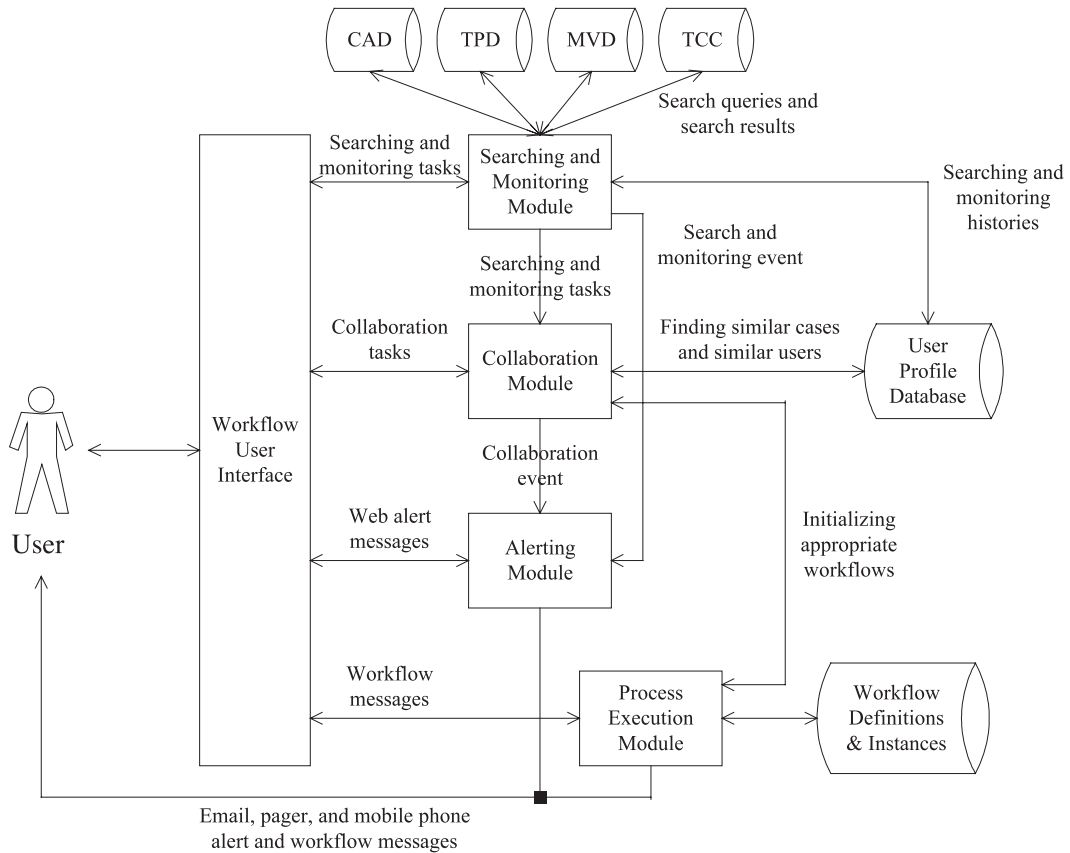 CAD
TPD
MVD
TCC
Search queries and
search results
Searching and
monitoring tasks
Searching and
Monitoring
Module
Searching and
monitoring
histories
Search and
monitoring event
Searching and
monitoring tasks
Collaboration
tasks
Collaboration
Module
Finding similar cases
and similar users
User
Profile
Database
Workflow
User
Interface
Collaboration
event
User
Web alert
messages
Alerting
Module
Initializing
appropriate
workflows
Workflow
messages
Process
Execution
Module
Workflow
Definitions
& Instances
Email, pager, and mobile phone
alert and workflow messages